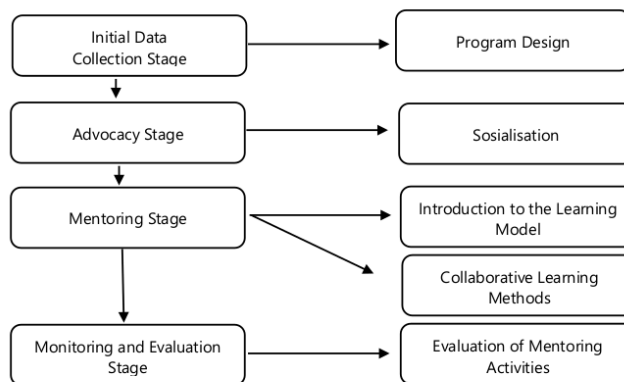 Initial Data
Collection Stage
Program Design
Advocacy Stage
Sosialisation
Mentoring Stage
Introduction to the Learning
Model
Collaborative Learning
Methods
Monitoring and Evaluation
Stage
Evaluation of Mentoring
Activities